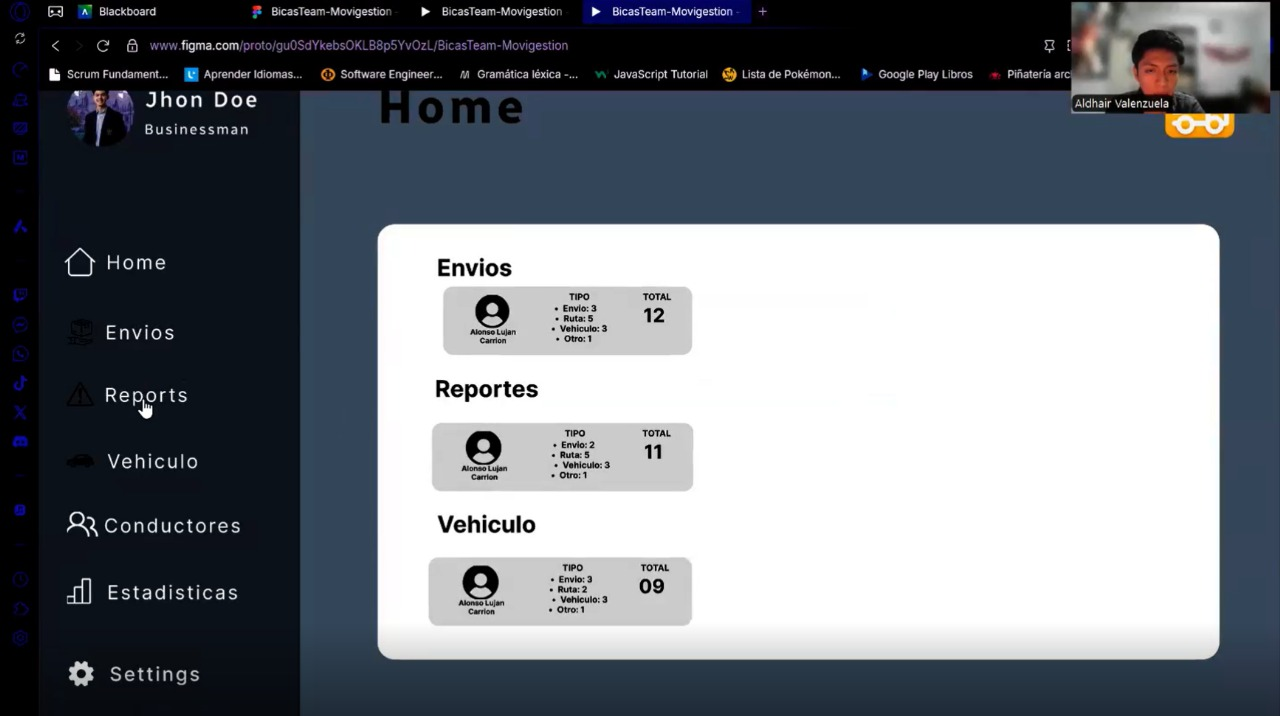 Blackboard
BicasTeam-Movigestion
BicasTeam-Movigestion
BicasTeam-Movigestion -
www.figma.com/proto/gu0SdYkebsOKLB8p5YvOzL/BicasTeam-Movigestion
Scrum Fundament...
Aprender Idiomas...
Software Engineer...
Gramática léxica -...
JavaScript Tutorial
Lista de Pokémon...
Google Play Libros
Piñatería arc
Aldhair Valenzuela
Jhon Doe
Businessman
Home
Envios
Reports
Vehiculo
Conductores
Estadisticas
Settings
Home
Envios
Alonso Lujan
Carrion
TIPO
• Envio: 3
• Ruta: 5
• Vehiculo: 3
• Otro: 1
TOTAL
12
Reportes
Alonso Lujan
Carrion
TIPO
• Envio: 2
• Ruta: 5
• Vehiculo: 3
• Otro: 1
TOTAL
11
Vehiculo
Alonso Lujan
Carrion
TIPO
• Envio: 3
• Ruta: 2
• Vehiculo: 3
• Otro: 1
TOTAL
09